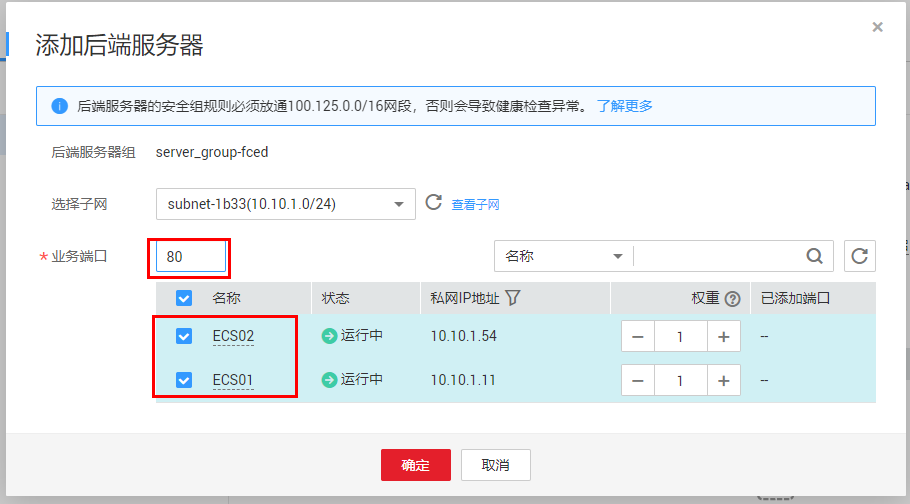 添加后端服务器
后端服务器的安全组规则必须放通100.125.0.0/16网段，否则会导致健康检查异常。 了解更多
后端服务器组 server_group-fced
选择子网 subnet-1b33(10.10.1.0/24) 查看子网
* 业务端口 80 名称
名称 状态 私网IP地址 权重 已添加端口
ECS02 运行中 10.10.1.54 1 --
ECS01 运行中 10.10.1.11 1 --
确定 取消